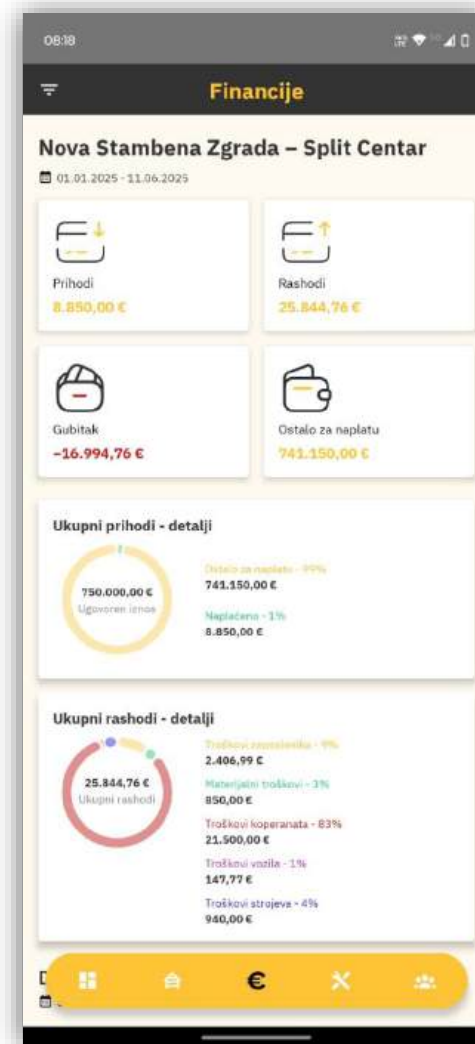 08:18
Financije
Nova Stambena Zgrada – Split Centar
01.01.2025 - 11.06.2025
Prihodi
8.850,00 €
Rashodi
25.844,76 €
Gubitak
-16.994,76 €
Ostalo za naplatu
741.150,00 €
Ukupni prihodi - detalji
750.000,00 €
Ugovoren iznos
Ostalo za naplatu - 99%
741.150,00 €
Naplaćeno - 1%
8.850,00 €
Ukupni rashodi - detalji
25.844,76 €
Ukupni rashodi
Troškovi zaposlenika - 9%
2.406,99 €
Materijalni troškovi - 3%
850,00 €
Troškovi koperanata - 83%
21.500,00 €
Troškovi vozila - 1%
147,77 €
Troškovi strojeva - 4%
940,00 €
D
€